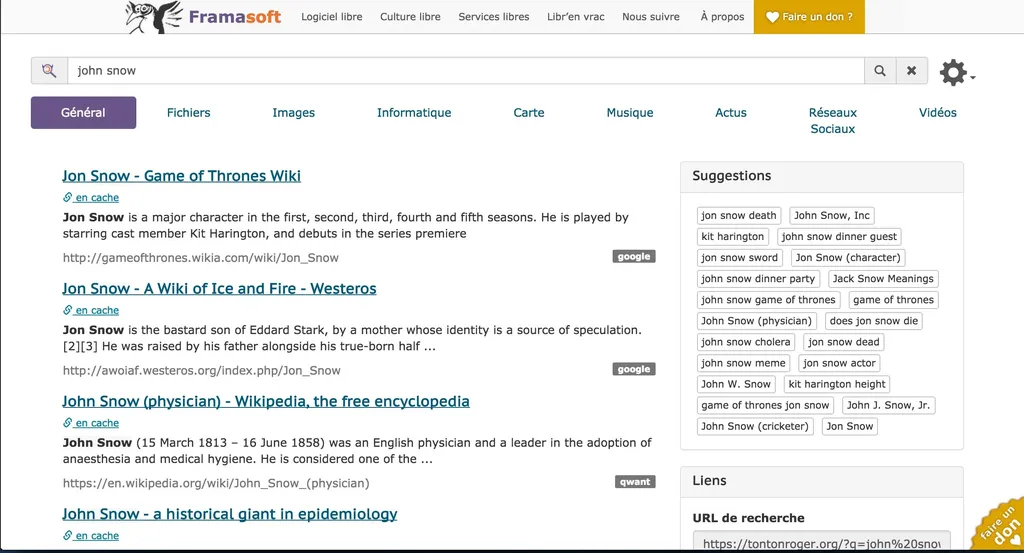 Framasoft
Logiciel libre
Culture libre
Services libres
Libr'en vrac
Nous suivre
À propos
Faire un don ?
john snow
Général
Fichiers
Images
Informatique
Carte
Musique
Actus
Réseaux
Sociaux
Vidéos
Jon Snow - Game of Thrones Wiki
en cache
Jon Snow is a major character in the first, second, third, fourth and fifth seasons. He is played by
starring cast member Kit Harington, and debuts in the series premiere
http://gameofthrones.wikia.com/wiki/Jon_Snow
google
Jon Snow - A Wiki of Ice and Fire - Westeros
en cache
Jon Snow is the bastard son of Eddard Stark, by a mother whose identity is a source of speculation.
[2][3] He was raised by his father alongside his true-born half ...
http://awoiaf.westeros.org/index.php/Jon_Snow
google
John Snow (physician) - Wikipedia, the free encyclopedia
en cache
John Snow (15 March 1813 – 16 June 1858) was an English physician and a leader in the adoption of
anaesthesia and medical hygiene. He is considered one of the ...
https://en.wikipedia.org/wiki/John_Snow_(physician)
qwant
John Snow - a historical giant in epidemiology
en cache
Suggestions
jon snow death
John Snow, Inc
kit harington
john snow dinner guest
jon snow sword
Jon Snow (character)
john snow dinner party
Jack Snow Meanings
john snow game of thrones
game of thrones
John Snow (physician)
does jon snow die
john snow cholera
jon snow dead
john snow meme
jon snow actor
John W. Snow
kit harington height
game of thrones jon snow
John J. Snow, Jr.
John Snow (cricketer)
Jon Snow
Liens
URL de recherche
https://tontonroger.org/?q=john%20snow
faire un
don